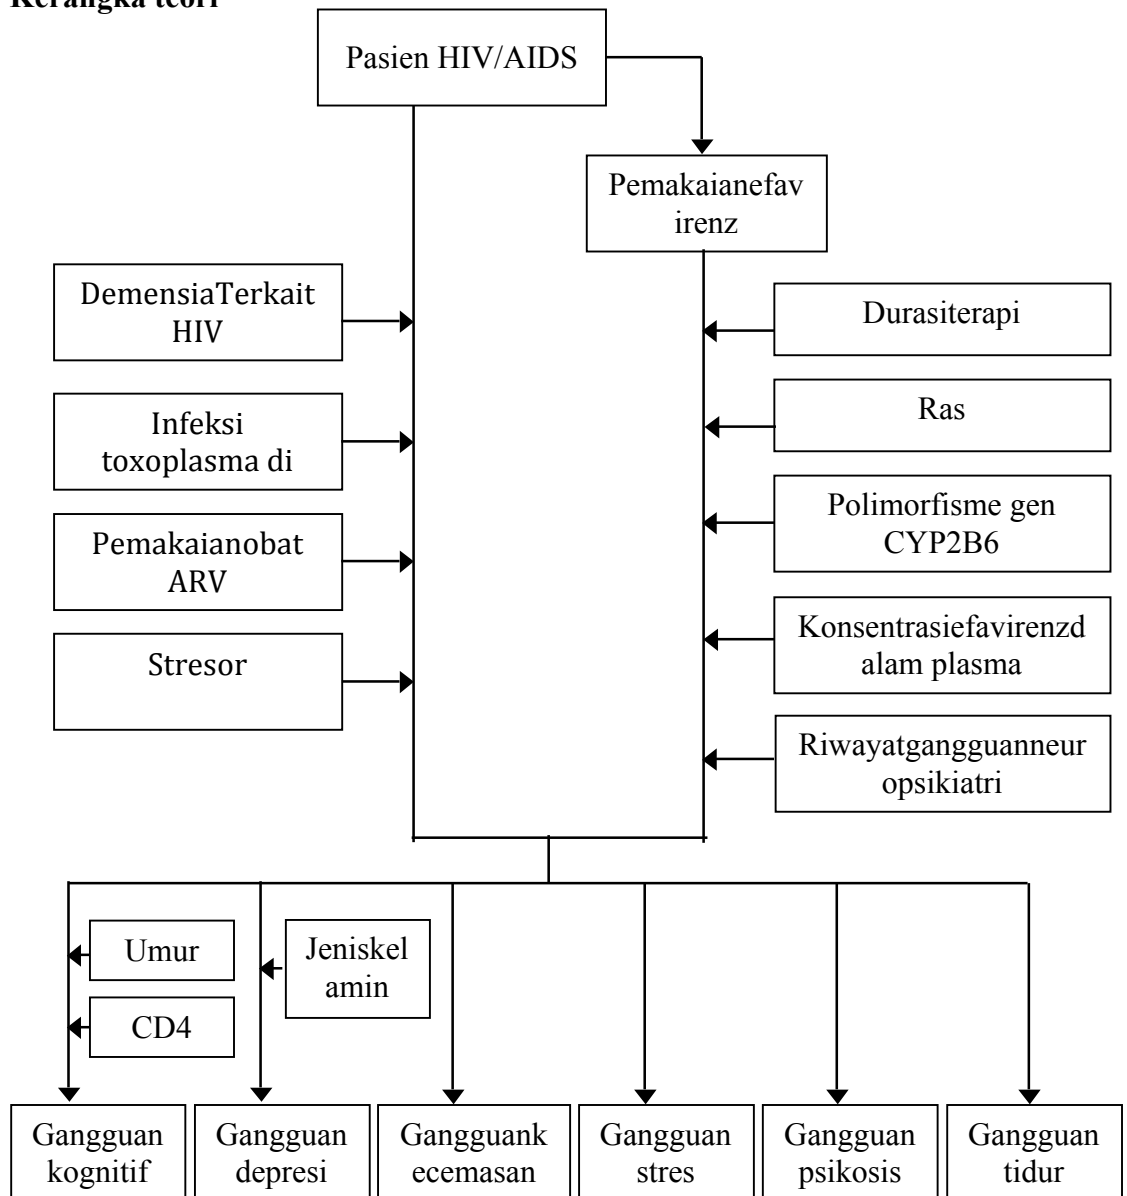 Kerangka teori
Pasien HIV/AIDS
Pemakaianefav
irenz
DemensiaTerkait
HIV
Durasiterapi
Infeksi
toxoplasma di
Ras
Pemakaianobat
ARV
Polimorfisme gen
CYP2B6
Stresor
Konsentrasiefavirenzd
alam plasma
Riwayatgangguanneur
opsikiatri
Umur
Jeniskel
amin
CD4
Gangguan
kognitif
Gangguan
depresi
Gangguank
ecemasan
Gangguan
stres
Gangguan
psikosis
Gangguan
tidur